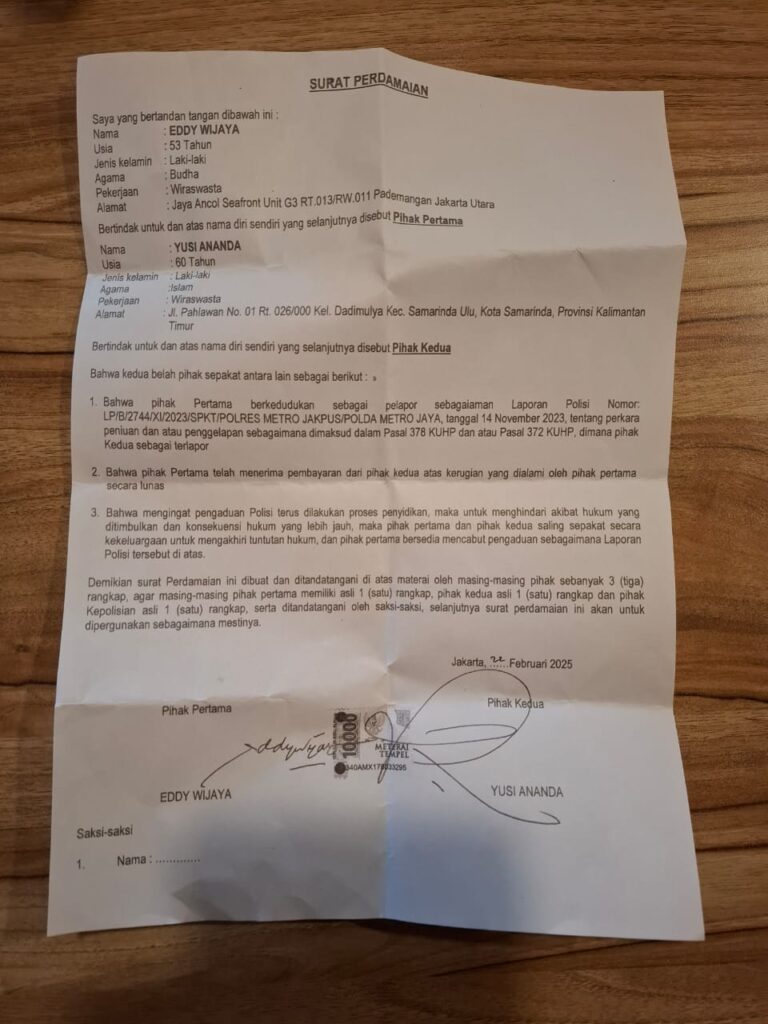 SURAT PERDAMAIAN
Saya yang bertandan tangan dibawah ini :
Nama : EDDY WIJAYA
Usia : 53 Tahun
Jenis kelamin : Laki-laki
Agama : Budha
Pekerjaan : Wiraswasta
Alamat : Jaya Ancol Seafront Unit G3 RT.013/RW.011 Pademangan Jakarta Utara
Bertindak untuk dan atas nama diri sendiri yang selanjutnya disebut Pihak Pertama
Nama : YUSI ANANDA
Usia : 60 Tahun
Jenis kelamin : Laki-laki
Agama :Islam
Pekerjaan : Wiraswasta
Alamat : Jl. Pahlawan No. 01 Rt. 026/000 Kel. Dadimulya Kec. Samarinda Ulu, Kota Samarinda, Provinsi Kalimantan
Timur
Bertindak untuk dan atas nama diri sendiri yang selanjutnya disebut Pihak Kedua
Bahwa kedua belah pihak sepakat antara lain sebagai berikut :
1. Bahwa pihak Pertama berkedudukan sebagai pelapor sebagaiaman Laporan Polisi Nomor:
LP/B/2744/XI/2023/SPKT/POLRES METRO JAKPUS/POLDA METRO JAYA, tanggal 14 November 2023, tentang perkara
peniuan dan atau penggelapan sebagaimana dimaksud dalam Pasal 378 KUHP dan atau Pasal 372 KUHP, dimana pihak
Kedua sebagai terlapor
2. Bahwa pihak Pertama telah menerima pembayaran dari pihak kedua atas kerugian yang dialami oleh pihak pertama
secara lunas
3. Bahwa mengingat pengaduan Polisi terus dilakukan proses penyidikan, maka untuk menghindari akibat hukum yang
ditimbulkan dan konsekuensi hukum yang lebih jauh, maka pihak pertama dan pihak kedua saling sepakat secara
kekeluargaan untuk mengakhiri tuntutan hukum, dan pihak pertama bersedia mencabut pengaduan sebagaimana Laporan
Polisi tersebut di atas.
Demikian surat Perdamaian ini dibuat dan ditandatangani di atas materai oleh masing-masing pihak sebanyak 3 (tiga)
rangkap, agar masing-masing pihak pertama memiliki asli 1 (satu) rangkap, pihak kedua asli 1 (satu) rangkap dan pihak
Kepolisian asli 1 (satu) rangkap, serta ditandatangani oleh saksi-saksi, selanjutnya surat perdamaian ini akan untuk
dipergunakan sebagaimana mestinya.
Jakarta, 22 Februari 2025
Pihak Pertama Pihak Kedua
10000
METERAI
TEMPEL
EDDY WIJAYA YUSI ANANDA
Saksi-saksi
1. Nama : .............